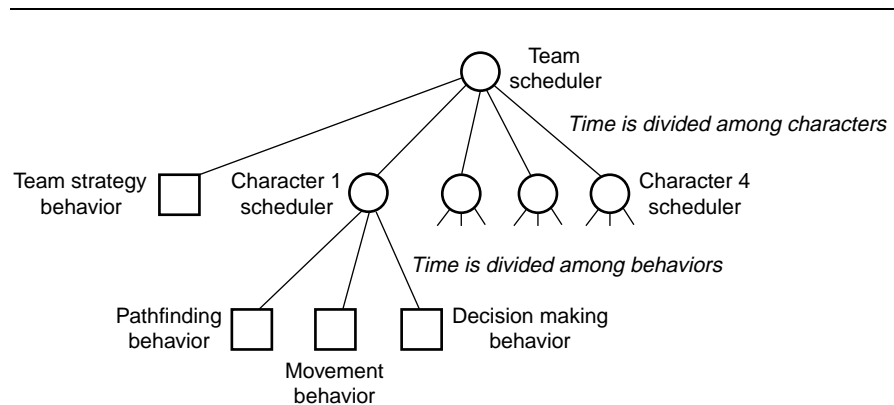 Team
scheduler
Time is divided among characters
Team strategy
behavior
Character 1
scheduler
Character 4
scheduler
Time is divided among behaviors
Pathfinding
behavior
Movement
behavior
Decision making
behavior